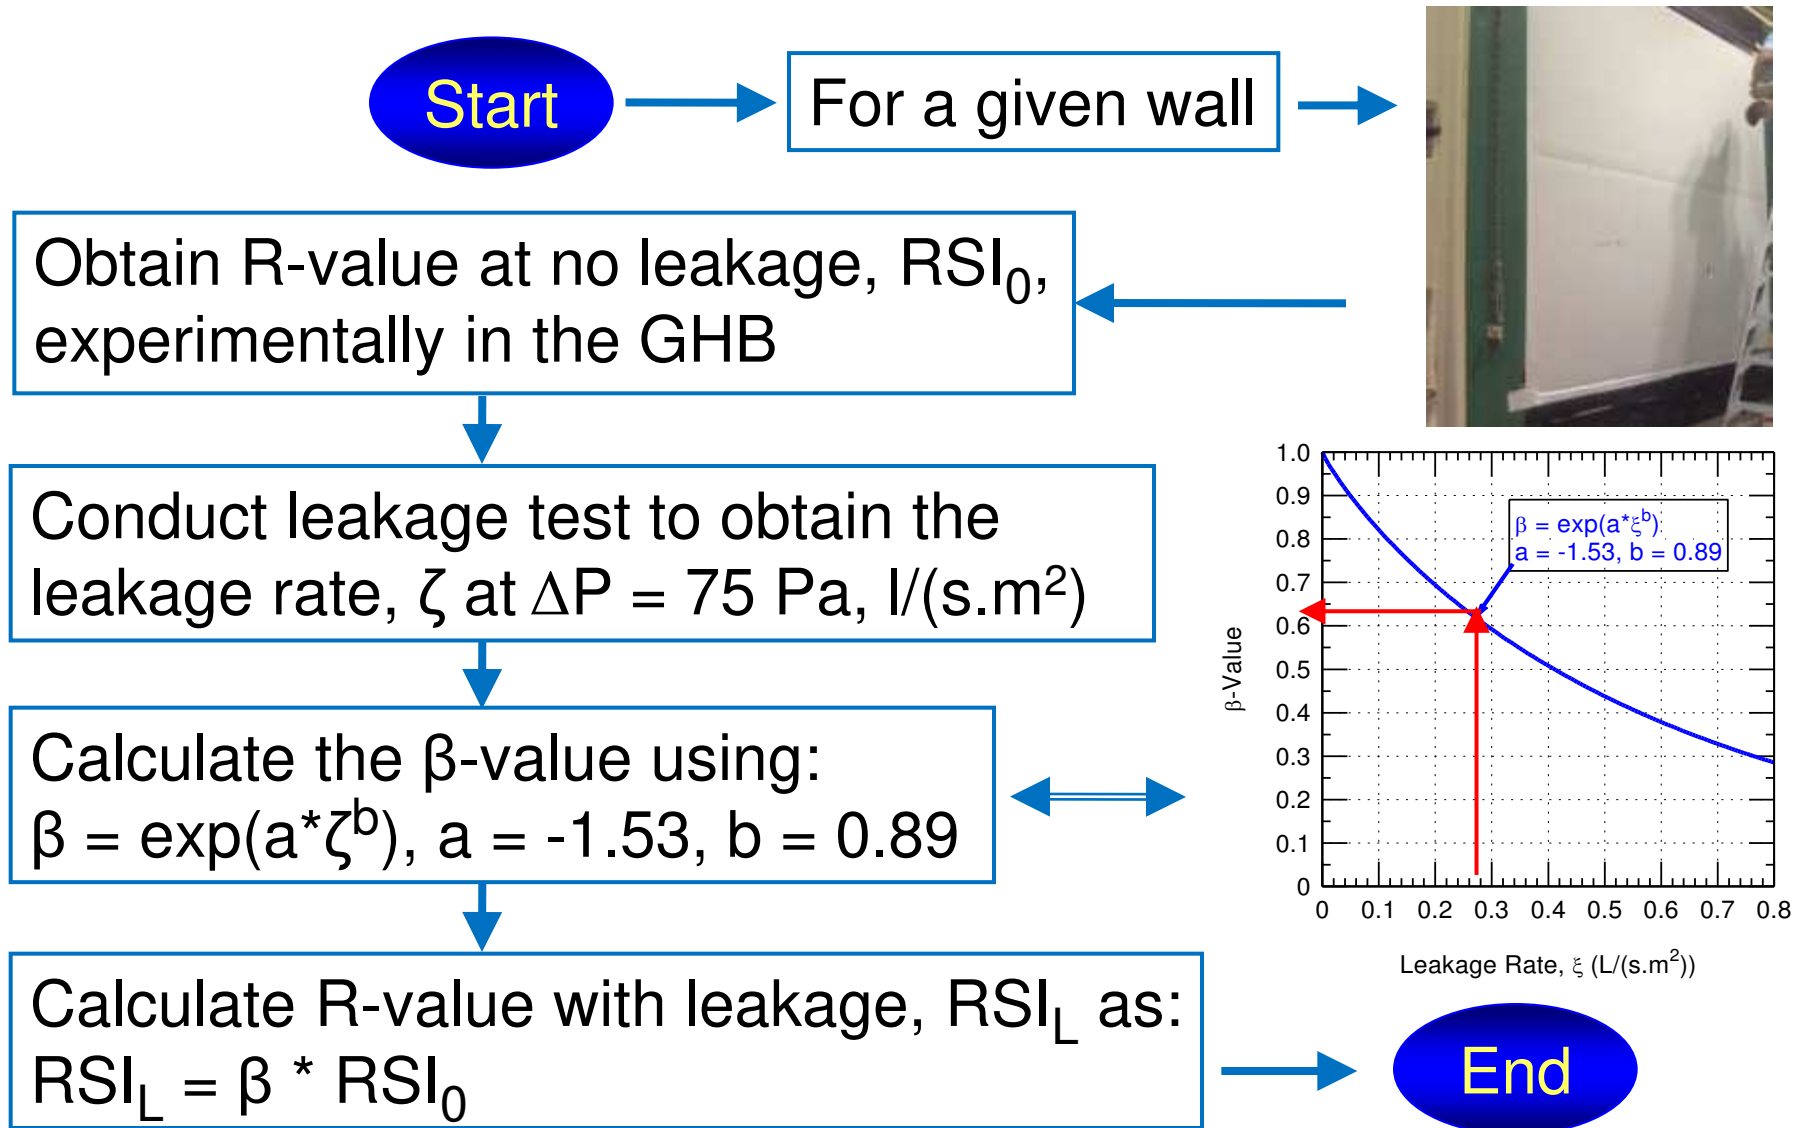 Start
For a given wall
Obtain R-value at no leakage, RSI₀,
experimentally in the GHB
Conduct leakage test to obtain the
leakage rate, ζ at ΔP = 75 Pa, l/(s.m²)
Calculate the β-value using:
β = exp(a*ζᵇ), a = -1.53, b = 0.89
Calculate R-value with leakage, RSI_L as:
RSI_L = β * RSI₀
1.0
0.9
0.8
0.7
0.6
0.5
0.4
0.3
0.2
0.1
0
β-Value
β = exp(a*ξᵇ)
a = -1.53, b = 0.89
0 0.1 0.2 0.3 0.4 0.5 0.6 0.7 0.8
Leakage Rate, ξ (L/(s.m²))
End